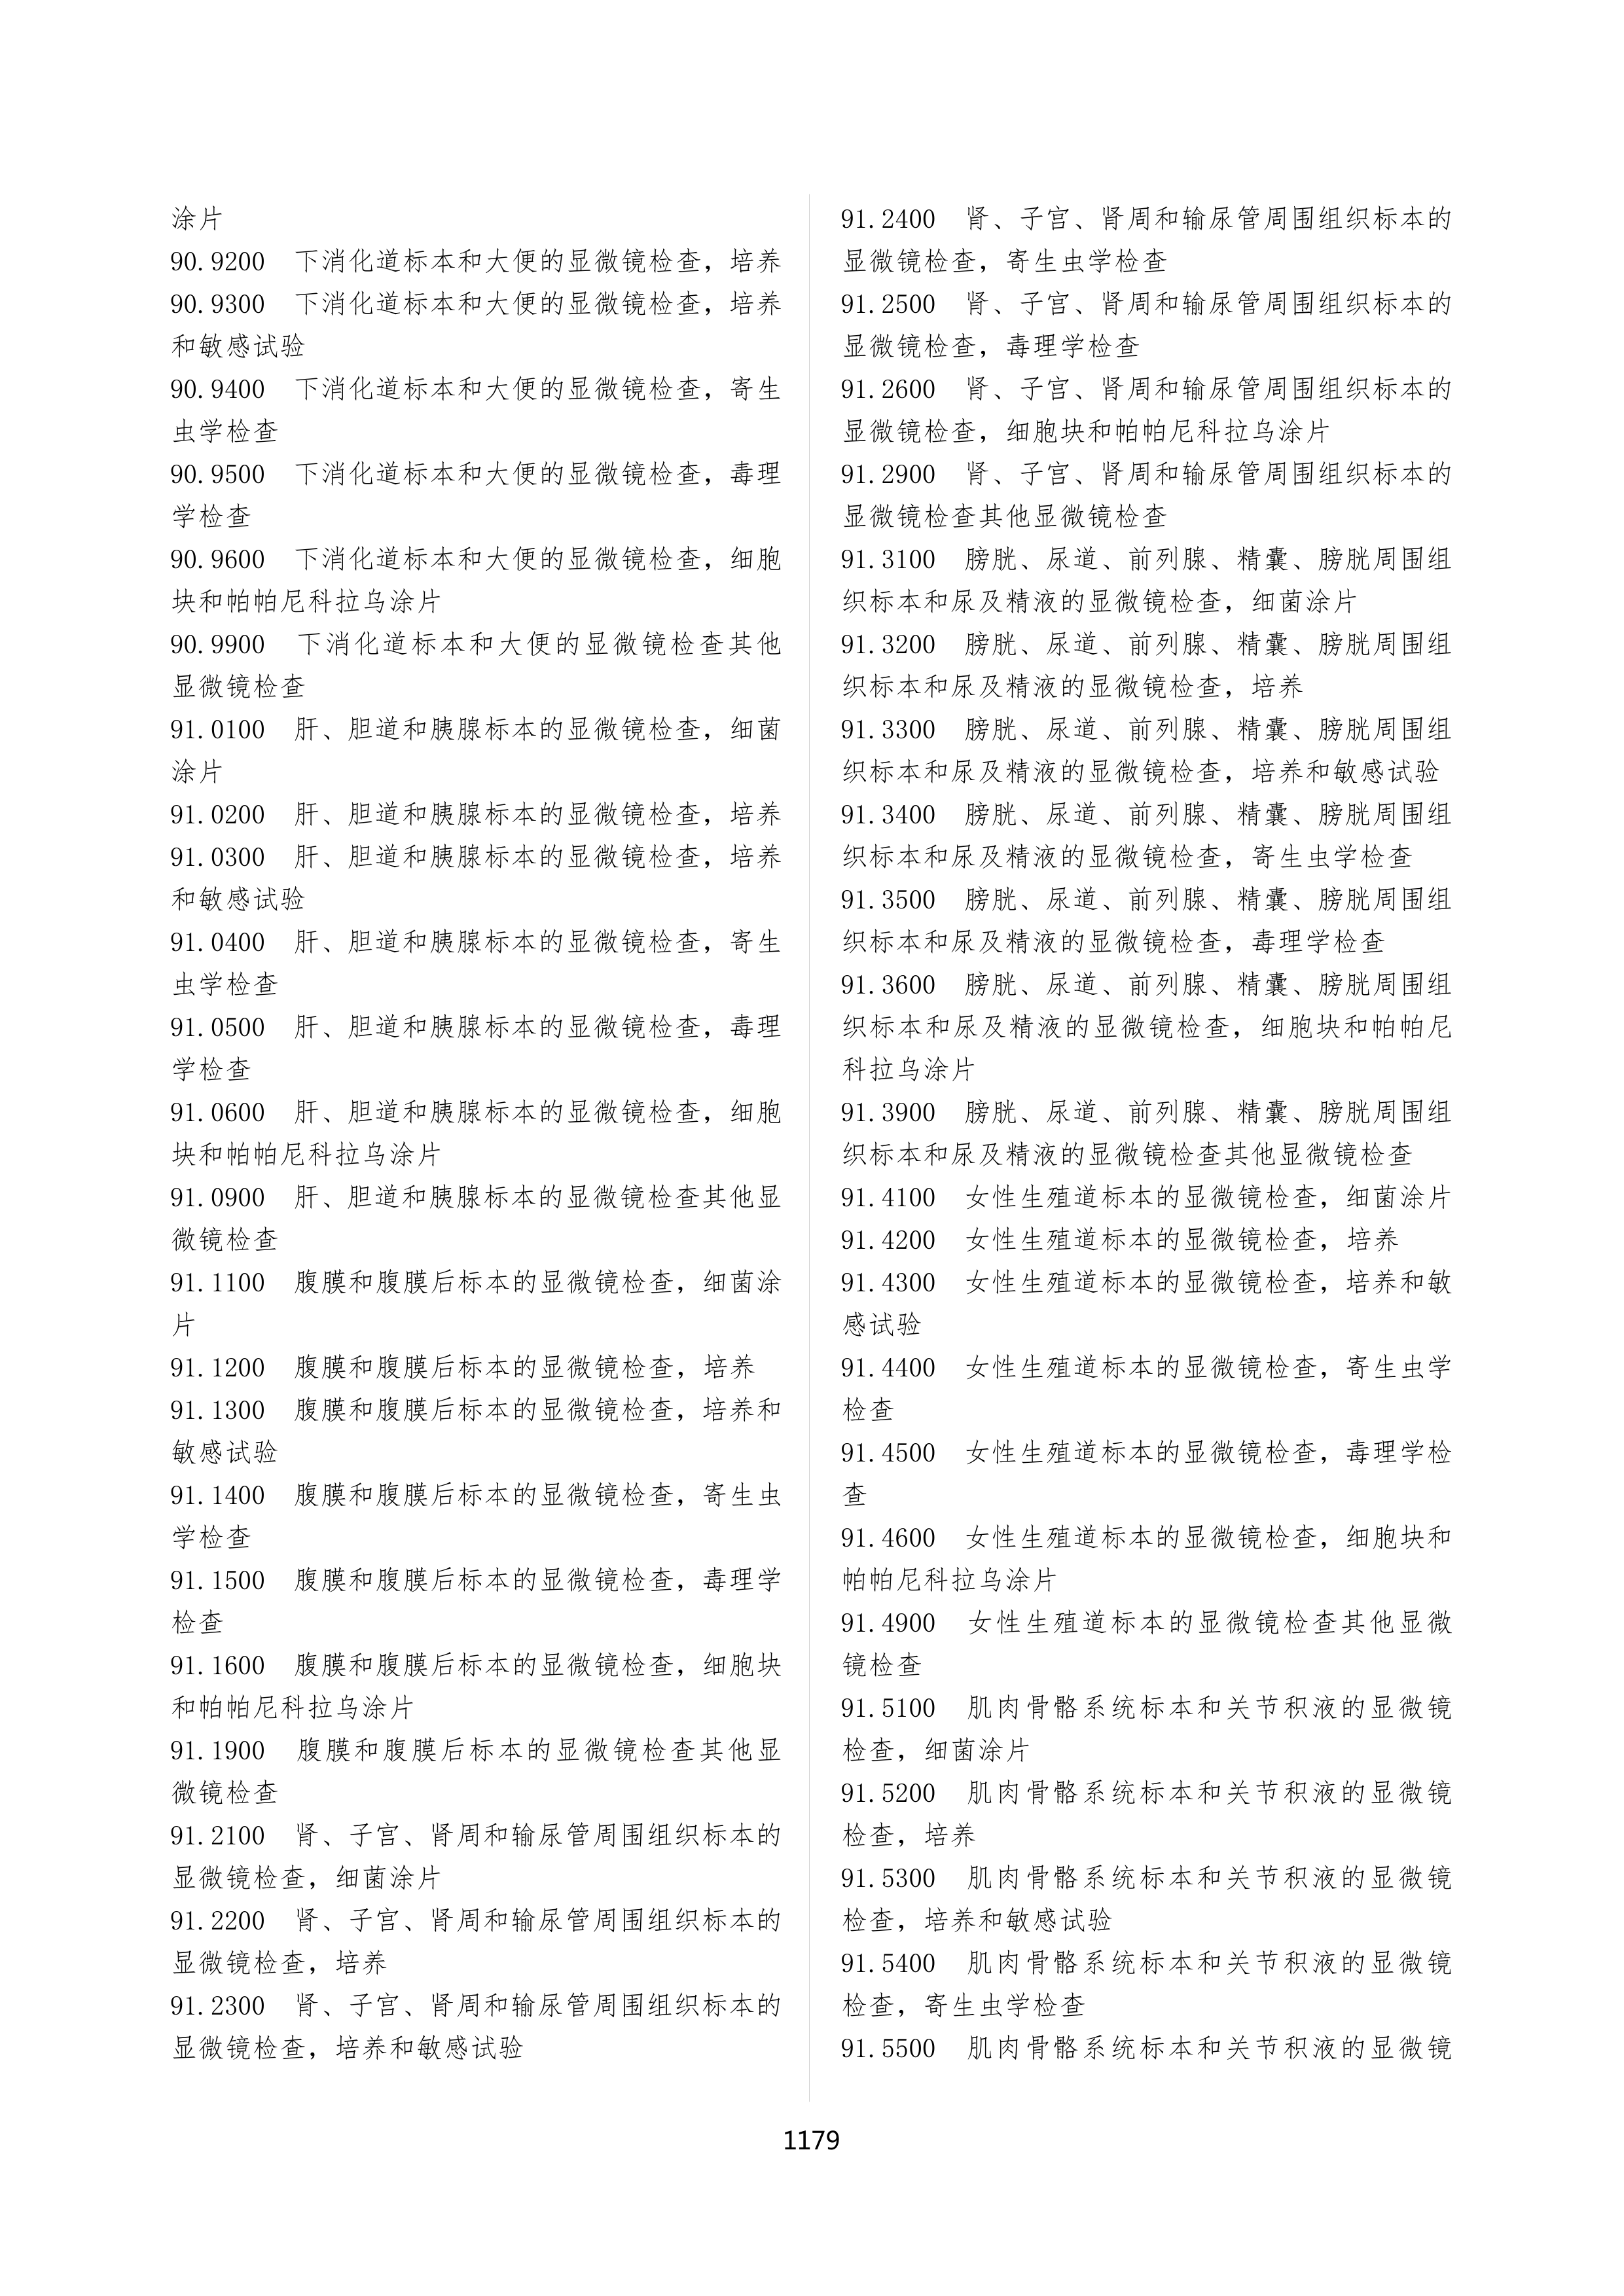 涂片
90.9200 下消化道标本和大便的显微镜检查，培养
90.9300 下消化道标本和大便的显微镜检查，培养
和敏感试验
90.9400 下消化道标本和大便的显微镜检查，寄生
虫学检查
90.9500 下消化道标本和大便的显微镜检查，毒理
学检查
90.9600 下消化道标本和大便的显微镜检查，细胞
块和帕帕尼科拉乌涂片
90.9900 下消化道标本和大便的显微镜检查其他
显微镜检查
91.0100 肝、胆道和胰腺标本的显微镜检查，细菌
涂片
91.0200 肝、胆道和胰腺标本的显微镜检查，培养
91.0300 肝、胆道和胰腺标本的显微镜检查，培养
和敏感试验
91.0400 肝、胆道和胰腺标本的显微镜检查，寄生
虫学检查
91.0500 肝、胆道和胰腺标本的显微镜检查，毒理
学检查
91.0600 肝、胆道和胰腺标本的显微镜检查，细胞
块和帕帕尼科拉乌涂片
91.0900 肝、胆道和胰腺标本的显微镜检查其他显
微镜检查
91.1100 腹膜和腹膜后标本的显微镜检查，细菌涂
片
91.1200 腹膜和腹膜后标本的显微镜检查，培养
91.1300 腹膜和腹膜后标本的显微镜检查，培养和
敏感试验
91.1400 腹膜和腹膜后标本的显微镜检查，寄生虫
学检查
91.1500 腹膜和腹膜后标本的显微镜检查，毒理学
检查
91.1600 腹膜和腹膜后标本的显微镜检查，细胞块
和帕帕尼科拉乌涂片
91.1900 腹膜和腹膜后标本的显微镜检查其他显
微镜检查
91.2100 肾、子宫、肾周和输尿管周围组织标本的
显微镜检查，细菌涂片
91.2200 肾、子宫、肾周和输尿管周围组织标本的
显微镜检查，培养
91.2300 肾、子宫、肾周和输尿管周围组织标本的
显微镜检查，培养和敏感试验
91.2400 肾、子宫、肾周和输尿管周围组织标本的
显微镜检查，寄生虫学检查
91.2500 肾、子宫、肾周和输尿管周围组织标本的
显微镜检查，毒理学检查
91.2600 肾、子宫、肾周和输尿管周围组织标本的
显微镜检查，细胞块和帕帕尼科拉乌涂片
91.2900 肾、子宫、肾周和输尿管周围组织标本的
显微镜检查其他显微镜检查
91.3100 膀胱、尿道、前列腺、精囊、膀胱周围组
织标本和尿及精液的显微镜检查，细菌涂片
91.3200 膀胱、尿道、前列腺、精囊、膀胱周围组
织标本和尿及精液的显微镜检查，培养
91.3300 膀胱、尿道、前列腺、精囊、膀胱周围组
织标本和尿及精液的显微镜检查，培养和敏感试验
91.3400 膀胱、尿道、前列腺、精囊、膀胱周围组
织标本和尿及精液的显微镜检查，寄生虫学检查
91.3500 膀胱、尿道、前列腺、精囊、膀胱周围组
织标本和尿及精液的显微镜检查，毒理学检查
91.3600 膀胱、尿道、前列腺、精囊、膀胱周围组
织标本和尿及精液的显微镜检查，细胞块和帕帕尼
科拉乌涂片
91.3900 膀胱、尿道、前列腺、精囊、膀胱周围组
织标本和尿及精液的显微镜检查其他显微镜检查
91.4100 女性生殖道标本的显微镜检查，细菌涂片
91.4200 女性生殖道标本的显微镜检查，培养
91.4300 女性生殖道标本的显微镜检查，培养和敏
感试验
91.4400 女性生殖道标本的显微镜检查，寄生虫学
检查
91.4500 女性生殖道标本的显微镜检查，毒理学检
查
91.4600 女性生殖道标本的显微镜检查，细胞块和
帕帕尼科拉乌涂片
91.4900 女性生殖道标本的显微镜检查其他显微
镜检查
91.5100 肌肉骨骼系统标本和关节积液的显微镜
检查，细菌涂片
91.5200 肌肉骨骼系统标本和关节积液的显微镜
检查，培养
91.5300 肌肉骨骼系统标本和关节积液的显微镜
检查，培养和敏感试验
91.5400 肌肉骨骼系统标本和关节积液的显微镜
检查，寄生虫学检查
91.5500 肌肉骨骼系统标本和关节积液的显微镜
1179